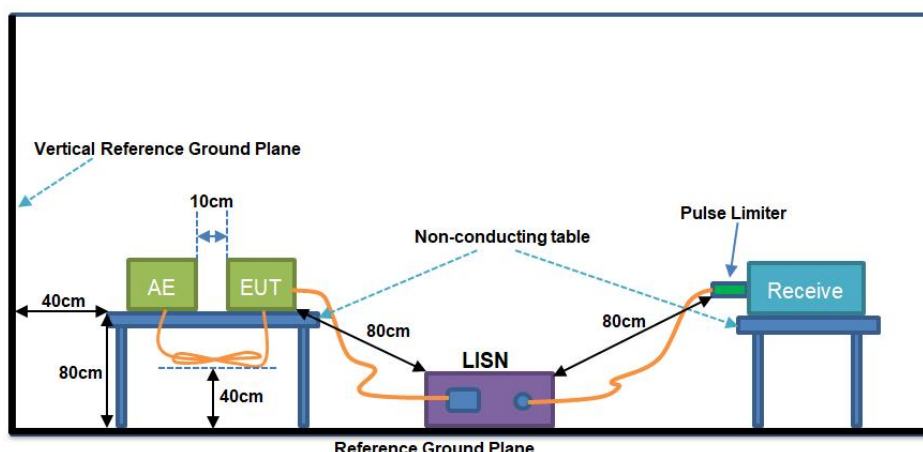 Vertical Reference Ground Plane
10cm
Pulse Limiter
Non-conducting table
AE
EUT
Receive
40cm
80cm
80cm
LISN
80cm
40cm
Reference Ground Plane